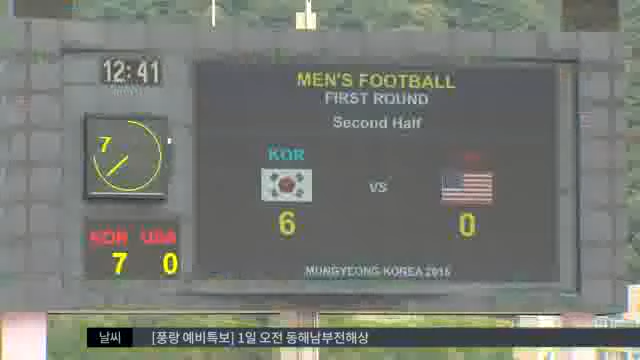 12:41
MEN'S FOOTBALL
FIRST ROUND
Second Half
7
KOR
vs
6
0
KOR USA
7 0
MUNGYEONG KOREA 2015
날씨 [풍랑 예비특보] 1일 오전 동해남부전해상